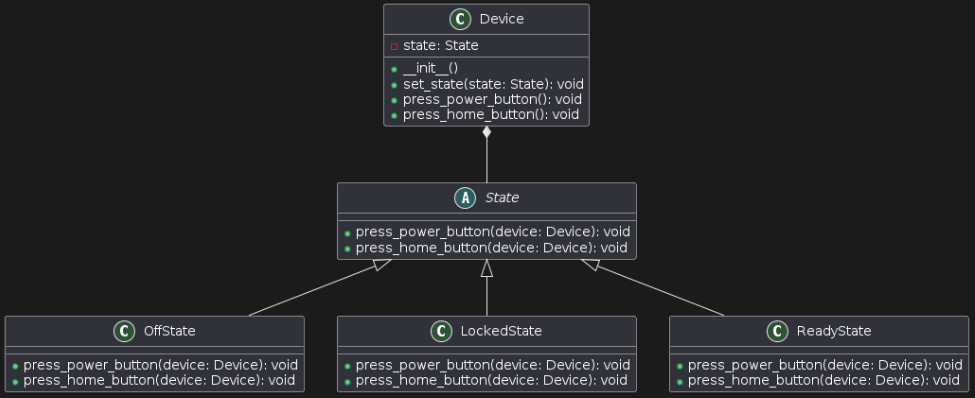 C Device
state: State
__init__()
set_state(state: State): void
press_power_button(): void
press_home_button(): void
A State
press_power_button(device: Device): void
press_home_button(device: Device): void
C OffState
press_power_button(device: Device): void
press_home_button(device: Device): void
C LockedState
press_power_button(device: Device): void
press_home_button(device: Device): void
C ReadyState
press_power_button(device: Device): void
press_home_button(device: Device): void